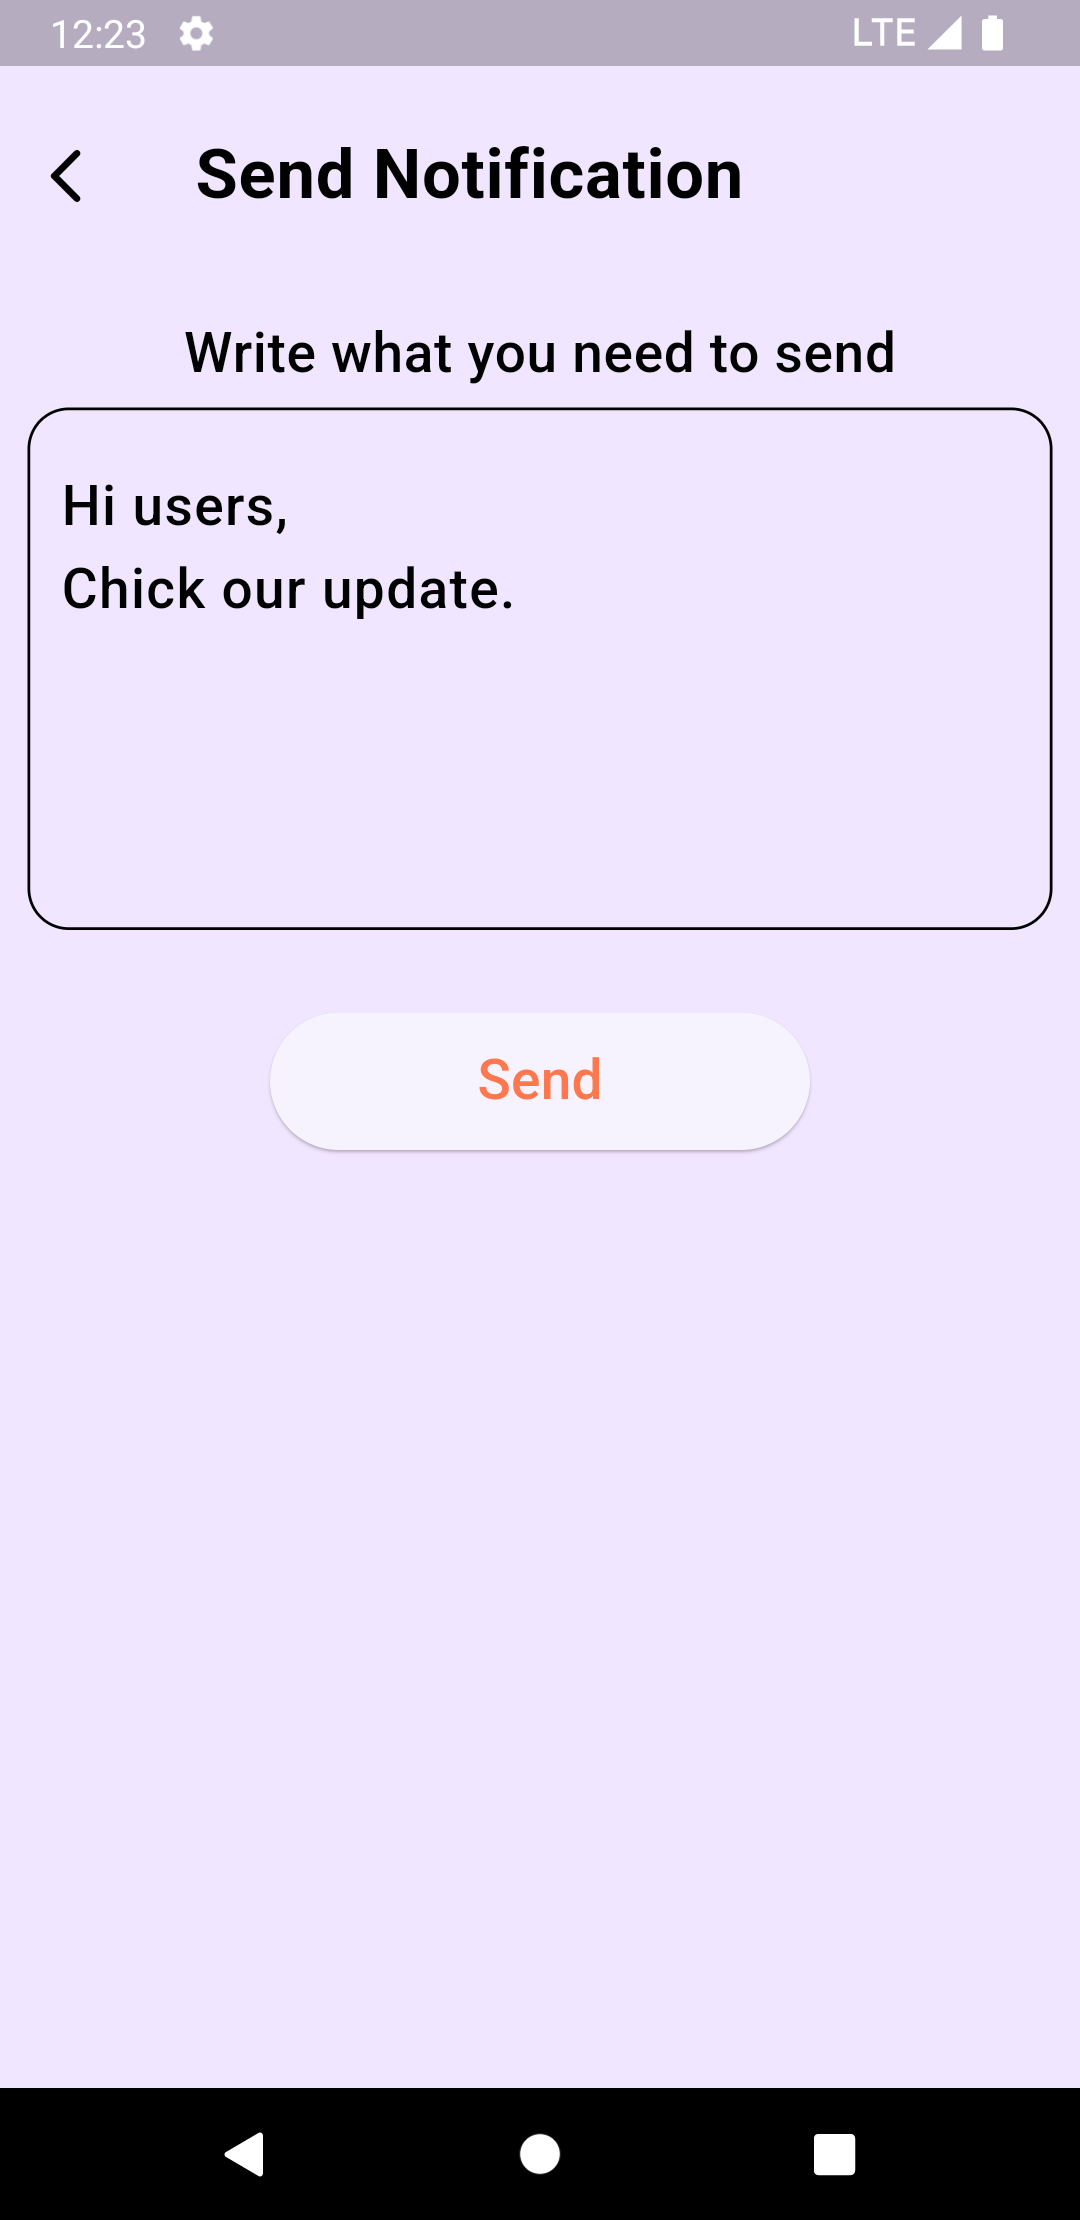 12:23 LTE
Send Notification
Write what you need to send
Hi users,
Chick our update.
Send